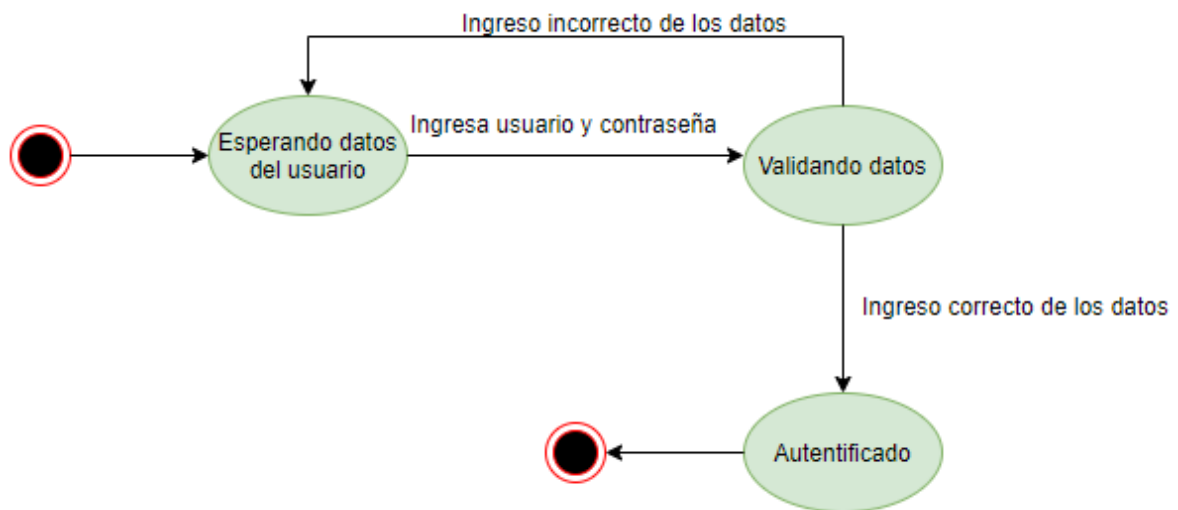 Ingreso incorrecto de los datos
Esperando datos
del usuario
Ingresa usuario y contraseña
Validando datos
Ingreso correcto de los datos
Autentificado